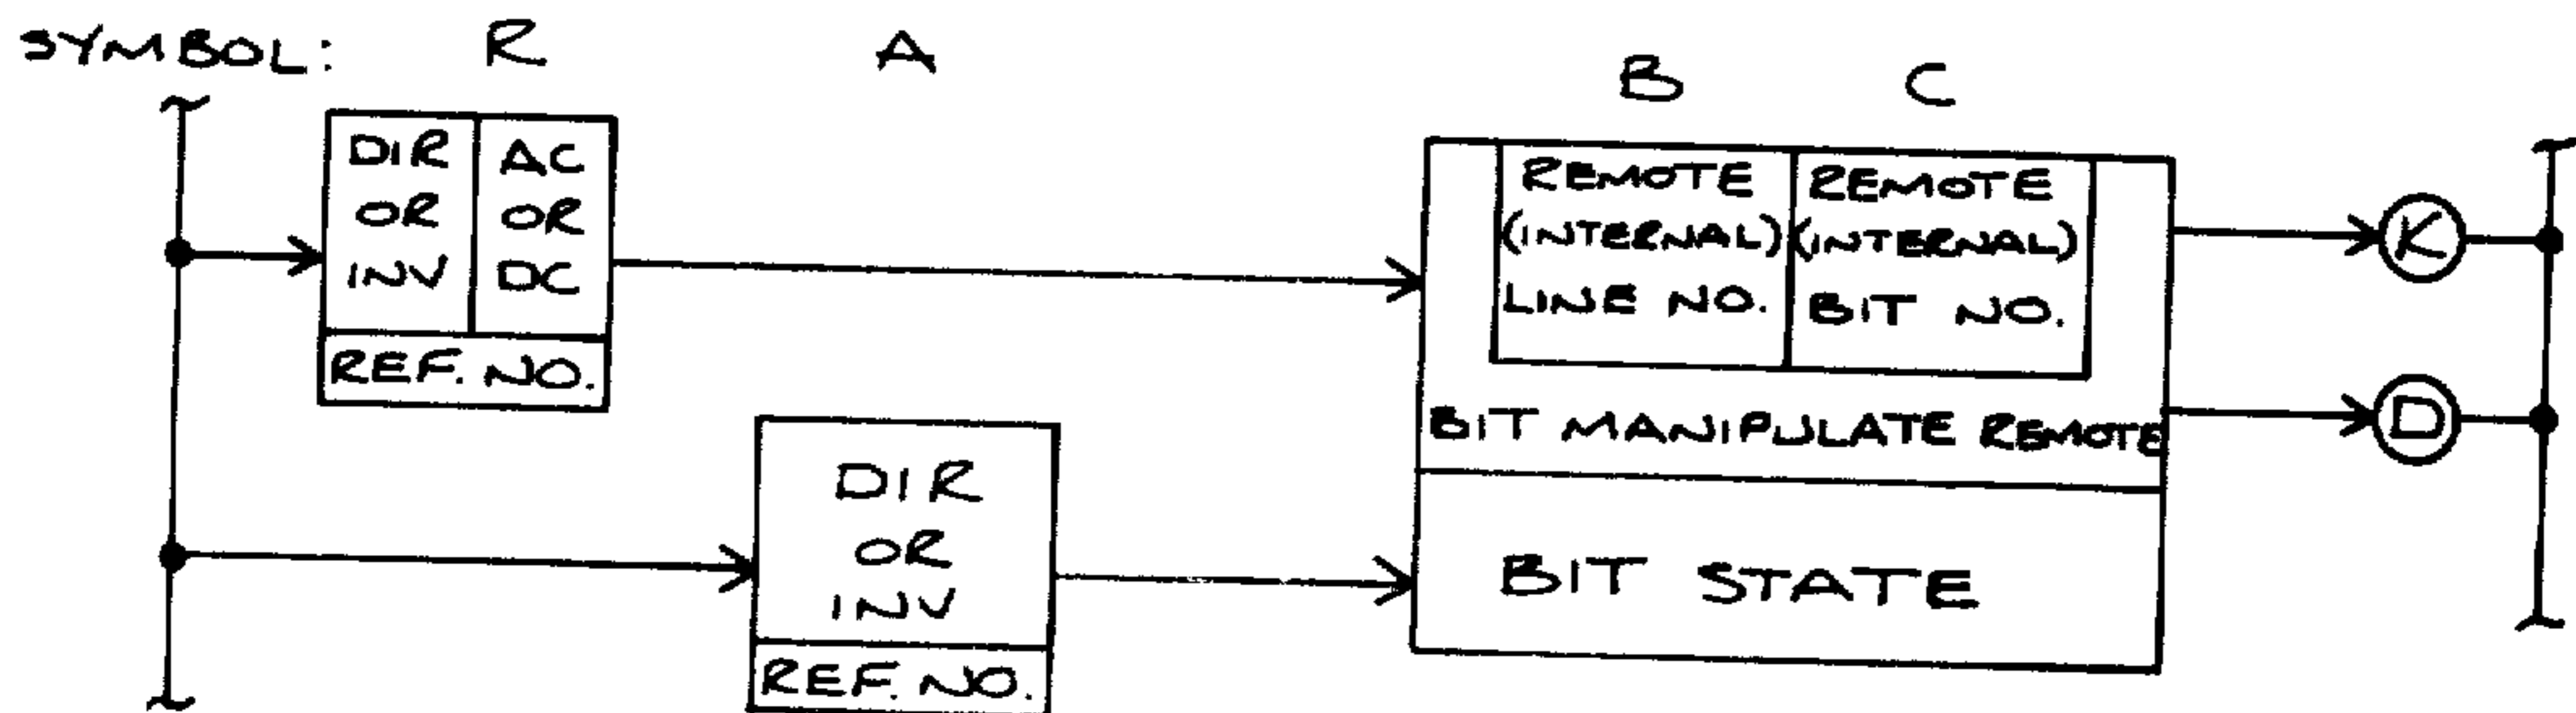 SYMBOL: R A B C
DIR
OR
INV
AC
OR
DC
REF. NO.
REMOTE
(INTERNAL)
LINE NO.
REMOTE
(INTERNAL)
BIT NO.
BIT MANIPULATE REMOTE
K
D
DIR
OR
INV
REF. NO.
BIT STATE